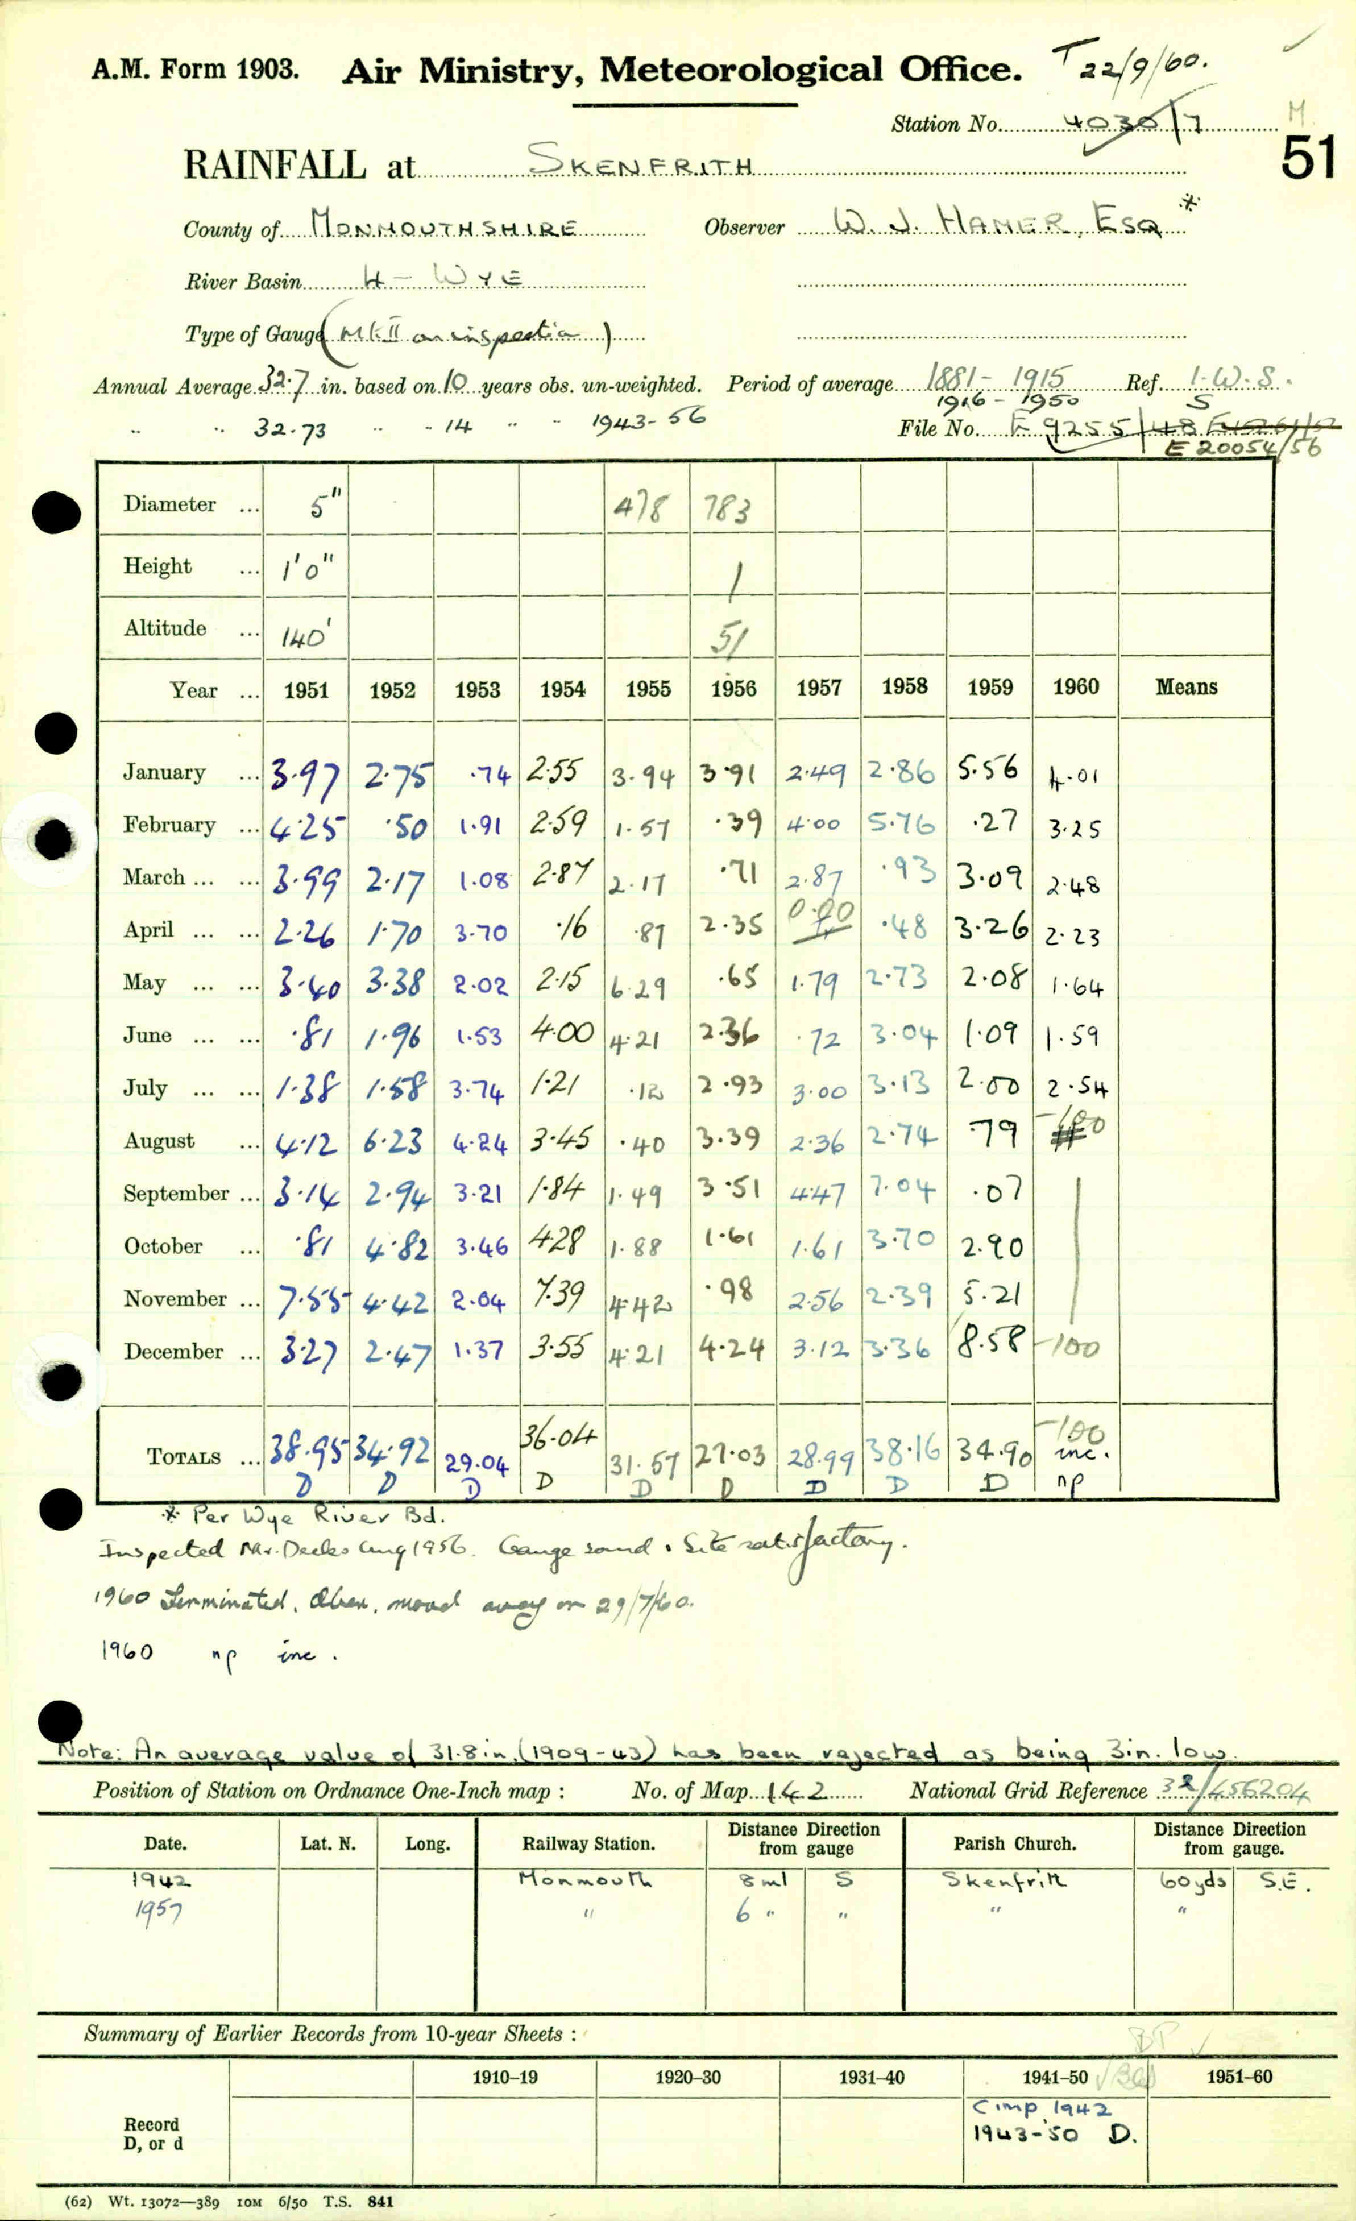 A.M. Form 1903. Air Ministry, Meteorological Office. T 22/9/60.
Station No. 4030/7 M
51
RAINFALL at SKENFRITH
County of MONMOUTHSHIRE Observer W. J. HAMER, ESQ *
River Basin 4 - WYE
Type of Gauge (Mk II on inspection)
Annual Average 32.7 in. based on 10 years obs. un-weighted. Period of average 1881 - 1915 Ref. I.W.S.
1916 - 1950 S
" " 32.73 " - 14 " " 1943-56 File No. E 9255/48
E 20054/56
Diameter ... 5" 478 783
Height ... 1'0" 1
Altitude ... 140' 51
Year ... 1951 1952 1953 1954 1955 1956 1957 1958 1959 1960 Means
January ... 3.97 2.75 .74 2.55 3.94 3.91 2.49 2.86 5.56 4.01
February ... 4.25 .50 1.91 2.59 1.57 .39 4.00 5.76 .27 3.25
March ... ... 3.99 2.17 1.08 2.87 2.17 .71 2.87 .93 3.09 2.48
April ... ... 2.26 1.70 3.70 .16 .87 2.35 0.00 .48 3.26 2.23
May ... ... 3.40 3.38 2.02 2.15 6.29 .65 1.79 2.73 2.08 1.64
June ... ... .81 1.96 1.53 4.00 4.21 2.36 .72 3.04 1.09 1.59
July ... ... 1.38 1.58 3.74 1.21 .12 2.93 3.00 3.13 2.00 2.54
August ... 4.12 6.23 4.24 3.45 .40 3.39 2.36 2.74 .79 -100
September ... 3.14 2.94 3.21 1.84 1.49 3.51 4.47 7.04 .07
October ... .81 4.82 3.46 4.28 1.88 1.61 1.61 3.70 2.90
November ... 7.55 4.42 2.04 7.39 4.42 .98 2.56 2.39 5.21
December ... 3.27 2.47 1.37 3.55 4.21 4.24 3.12 3.36 8.58 -100
TOTALS ... 38.95 34.92 29.04 36.04 31.57 27.03 28.99 38.16 34.90 -100 inc.
D D D D D D D D D np
* Per Wye River Bd.
Inspected Mr. Deeks Aug 1956. Gauge sound. Site satisfactory.
1960 Terminated. Obsr. moved away on 29/7/60.
1960 np inc.
Note: An average value of 31.8 in. (1909-43) has been rejected as being 3in. low.
Position of Station on Ordnance One-Inch map : No. of Map 142 National Grid Reference 32/456204
Date. Lat. N. Long. Railway Station. Distance Direction from gauge Parish Church. Distance Direction from gauge.
1942 Monmouth 8 ml S Skenfrith 60 yds S.E.
1957 " 6 " " " "
Summary of Earlier Records from 10-year Sheets :
1910–19 1920–30 1931–40 1941–50 1951–60
Record
D, or d
C inp 1942
1943-'50 D.
(62) Wt. 13072—389 10M 6/50 T.S. 841